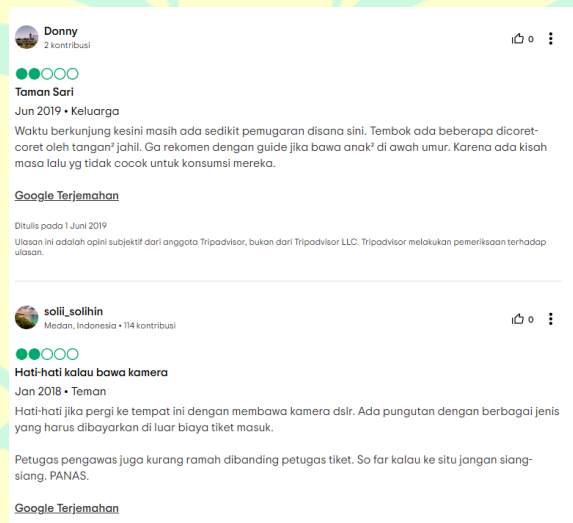 Donny
2 kontribusi
0
Taman Sari
Jun 2019 • Keluarga
Waktu berkunjung kesini masih ada sedikit pemugaran disana sini. Tembok ada beberapa dicoret-
coret oleh tangan² jahil. Ga rekomen dengan guide jika bawa anak² di awah umur. Karena ada kisah
masa lalu yg tidak cocok untuk konsumsi mereka.
Google Terjemahan
Ditulis pada 1 Juni 2019
Ulasan ini adalah opini subjektif dari anggota Tripadvisor, bukan dari Tripadvisor LLC. Tripadvisor melakukan pemeriksaan terhadap
ulasan.
solii_solihin
Medan, Indonesia • 114 kontribusi
0
Hati-hati kalau bawa kamera
Jan 2018 • Teman
Hati-hati jika pergi ke tempat ini dengan membawa kamera dslr. Ada pungutan dengan berbagai jenis
yang harus dibayarkan di luar biaya tiket masuk.
Petugas pengawas juga kurang ramah dibanding petugas tiket. So far kalau ke situ jangan siang-
siang. PANAS.
Google Terjemahan